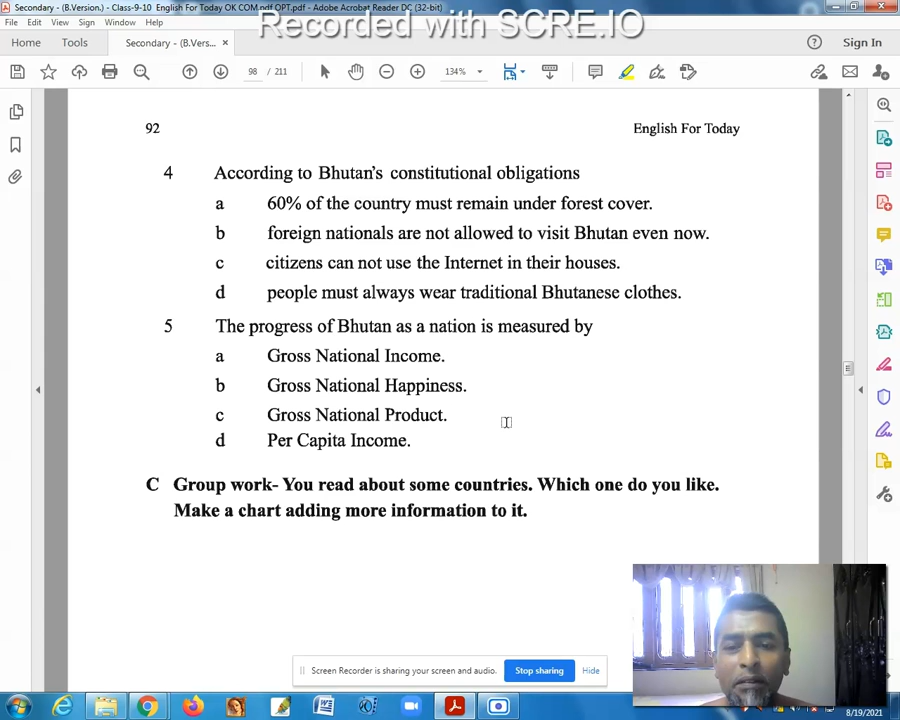 Secondary - (B.Version.) - Class-9-10 English For Today OK COM.pdf OPT.pdf - Adobe Acrobat Reader DC (32-bit)
Recorded with SCRE.IO
File Edit View Sign Window Help
Home Tools Secondary - (B.Vers... × Sign In
98 / 211 134%
92 English For Today
4 According to Bhutan's constitutional obligations
a 60% of the country must remain under forest cover.
b foreign nationals are not allowed to visit Bhutan even now.
c citizens can not use the Internet in their houses.
d people must always wear traditional Bhutanese clothes.
5 The progress of Bhutan as a nation is measured by
a Gross National Income.
b Gross National Happiness.
c Gross National Product.
d Per Capita Income.
C Group work- You read about some countries. Which one do you like.
Make a chart adding more information to it.
Screen Recorder is sharing your screen and audio. Stop sharing Hide
8/19/2021